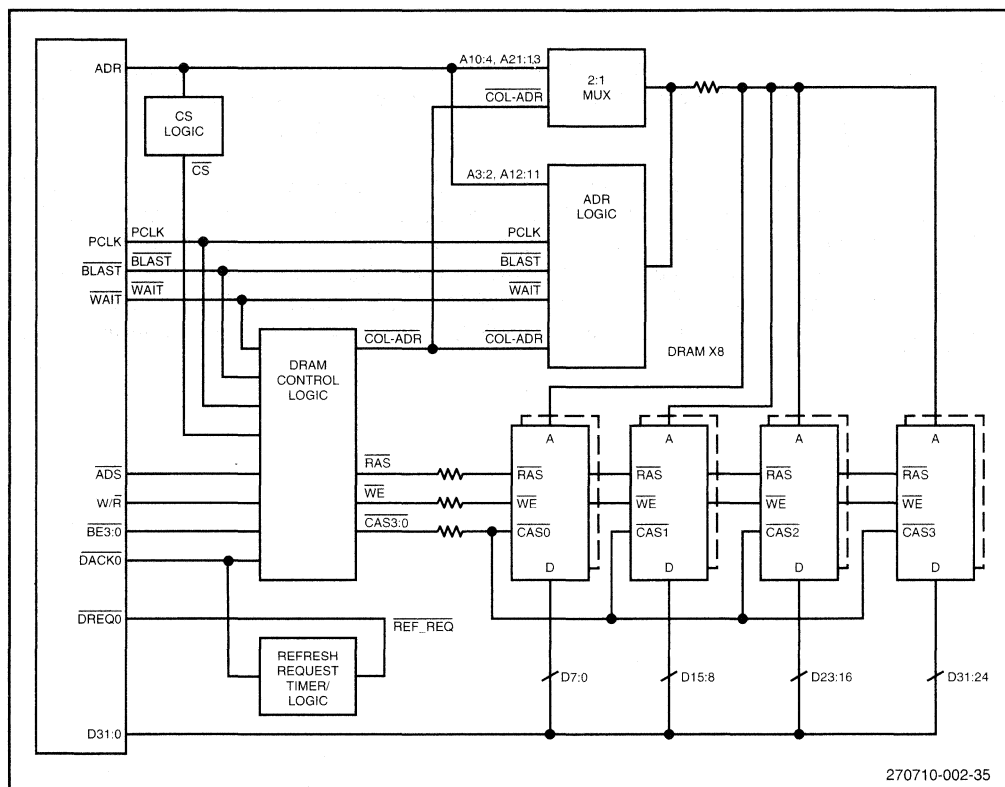 ADR
A10:4, A21:13
2:1
MUX
COL-ADR
CS
LOGIC
CS
A3:2, A12:11
ADR
LOGIC
PCLK
PCLK
PCLK
BLAST
BLAST
BLAST
WAIT
WAIT
WAIT
COL-ADR
COL-ADR
DRAM X8
DRAM
CONTROL
LOGIC
A
A
A
A
ADS
RAS
RAS
RAS
RAS
RAS
W/R
WE
WE
WE
WE
WE
BE3:0
CAS3:0
CAS0
CAS1
CAS2
CAS3
DACK0
D
D
D
D
DREQ0
REF_REQ
REFRESH
REQUEST
TIMER/
LOGIC
D7:0
D15:8
D23:16
D31:24
D31:0
270710-002-35